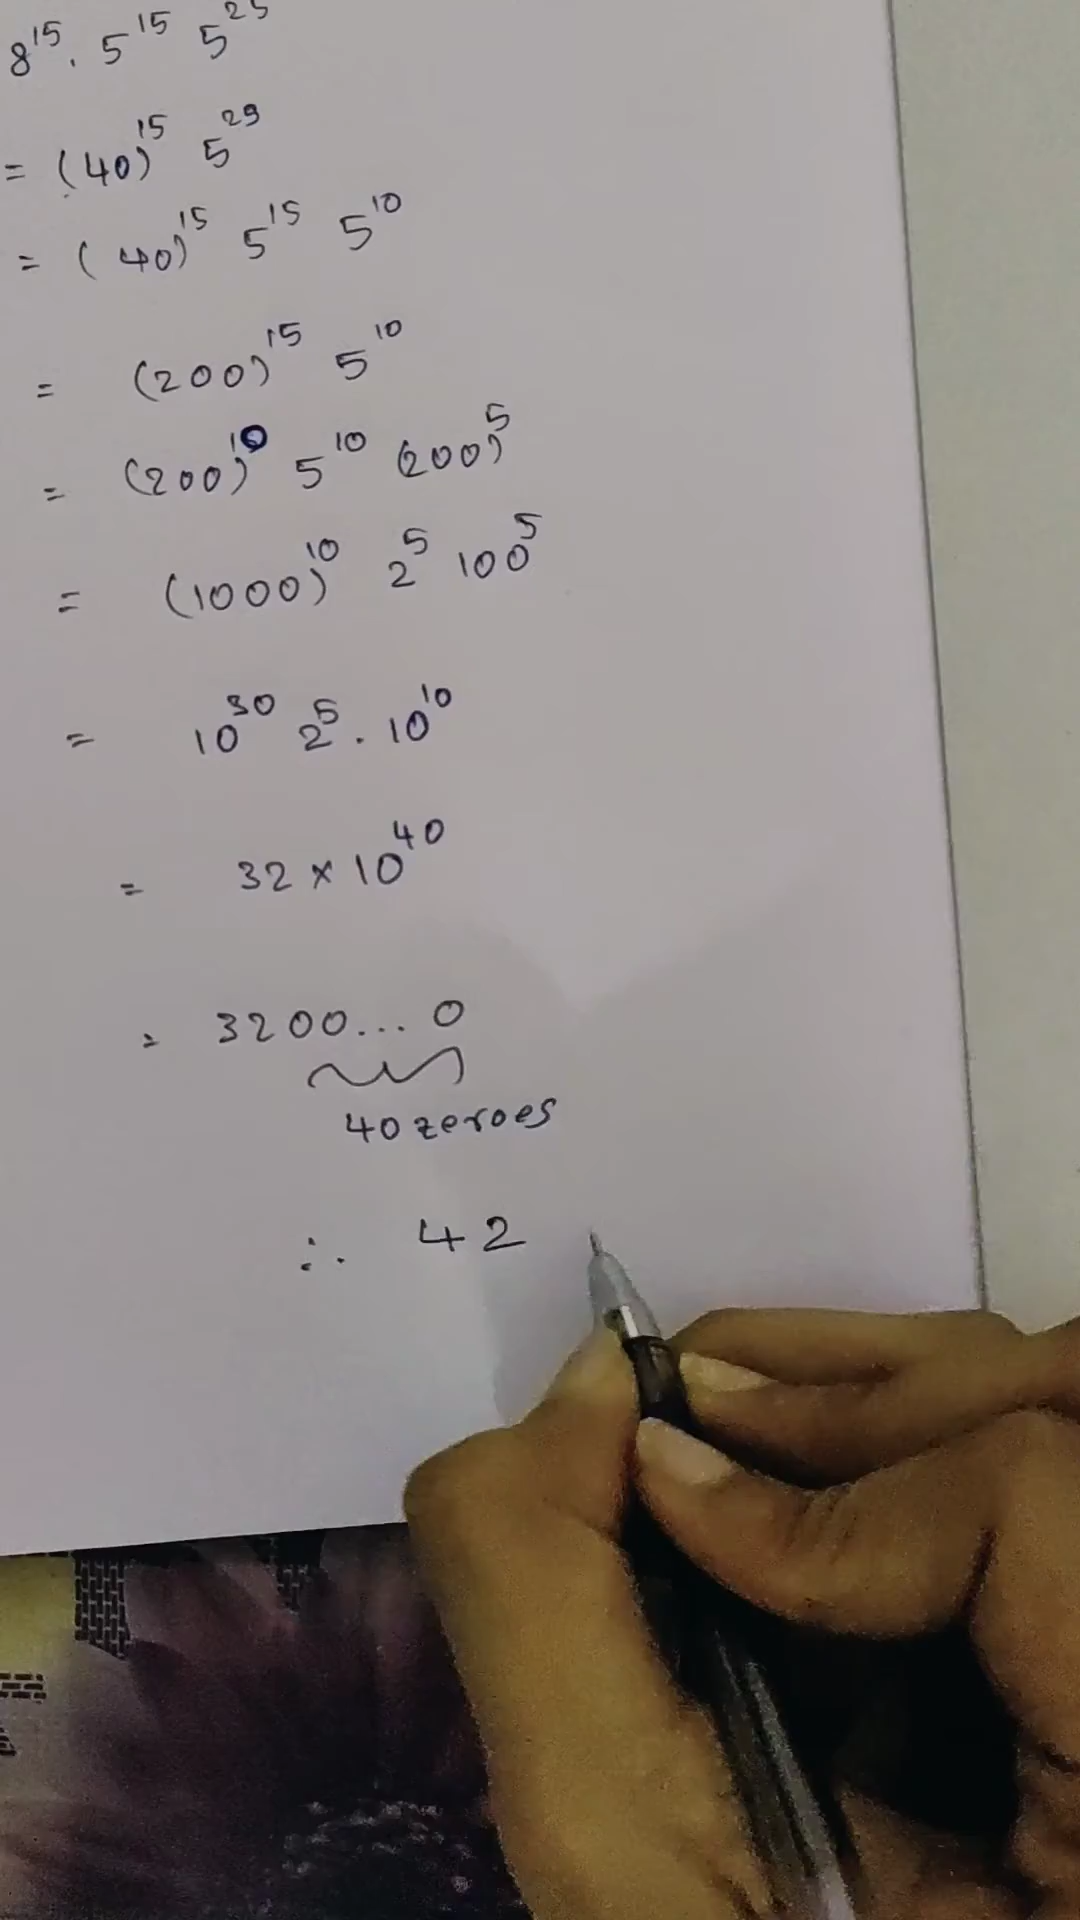 8^15 . 5^15 5^25
= (40)^15 5^29
= (40)^15 5^15 5^10
= (200)^15 5^10
= (200)^10 5^10 (200)^5
= (1000)^10 2^5 100^5
= 10^30 2^5 . 10^10
= 32 × 10^40
= 3200... 0
40 zeroes
∴ 42